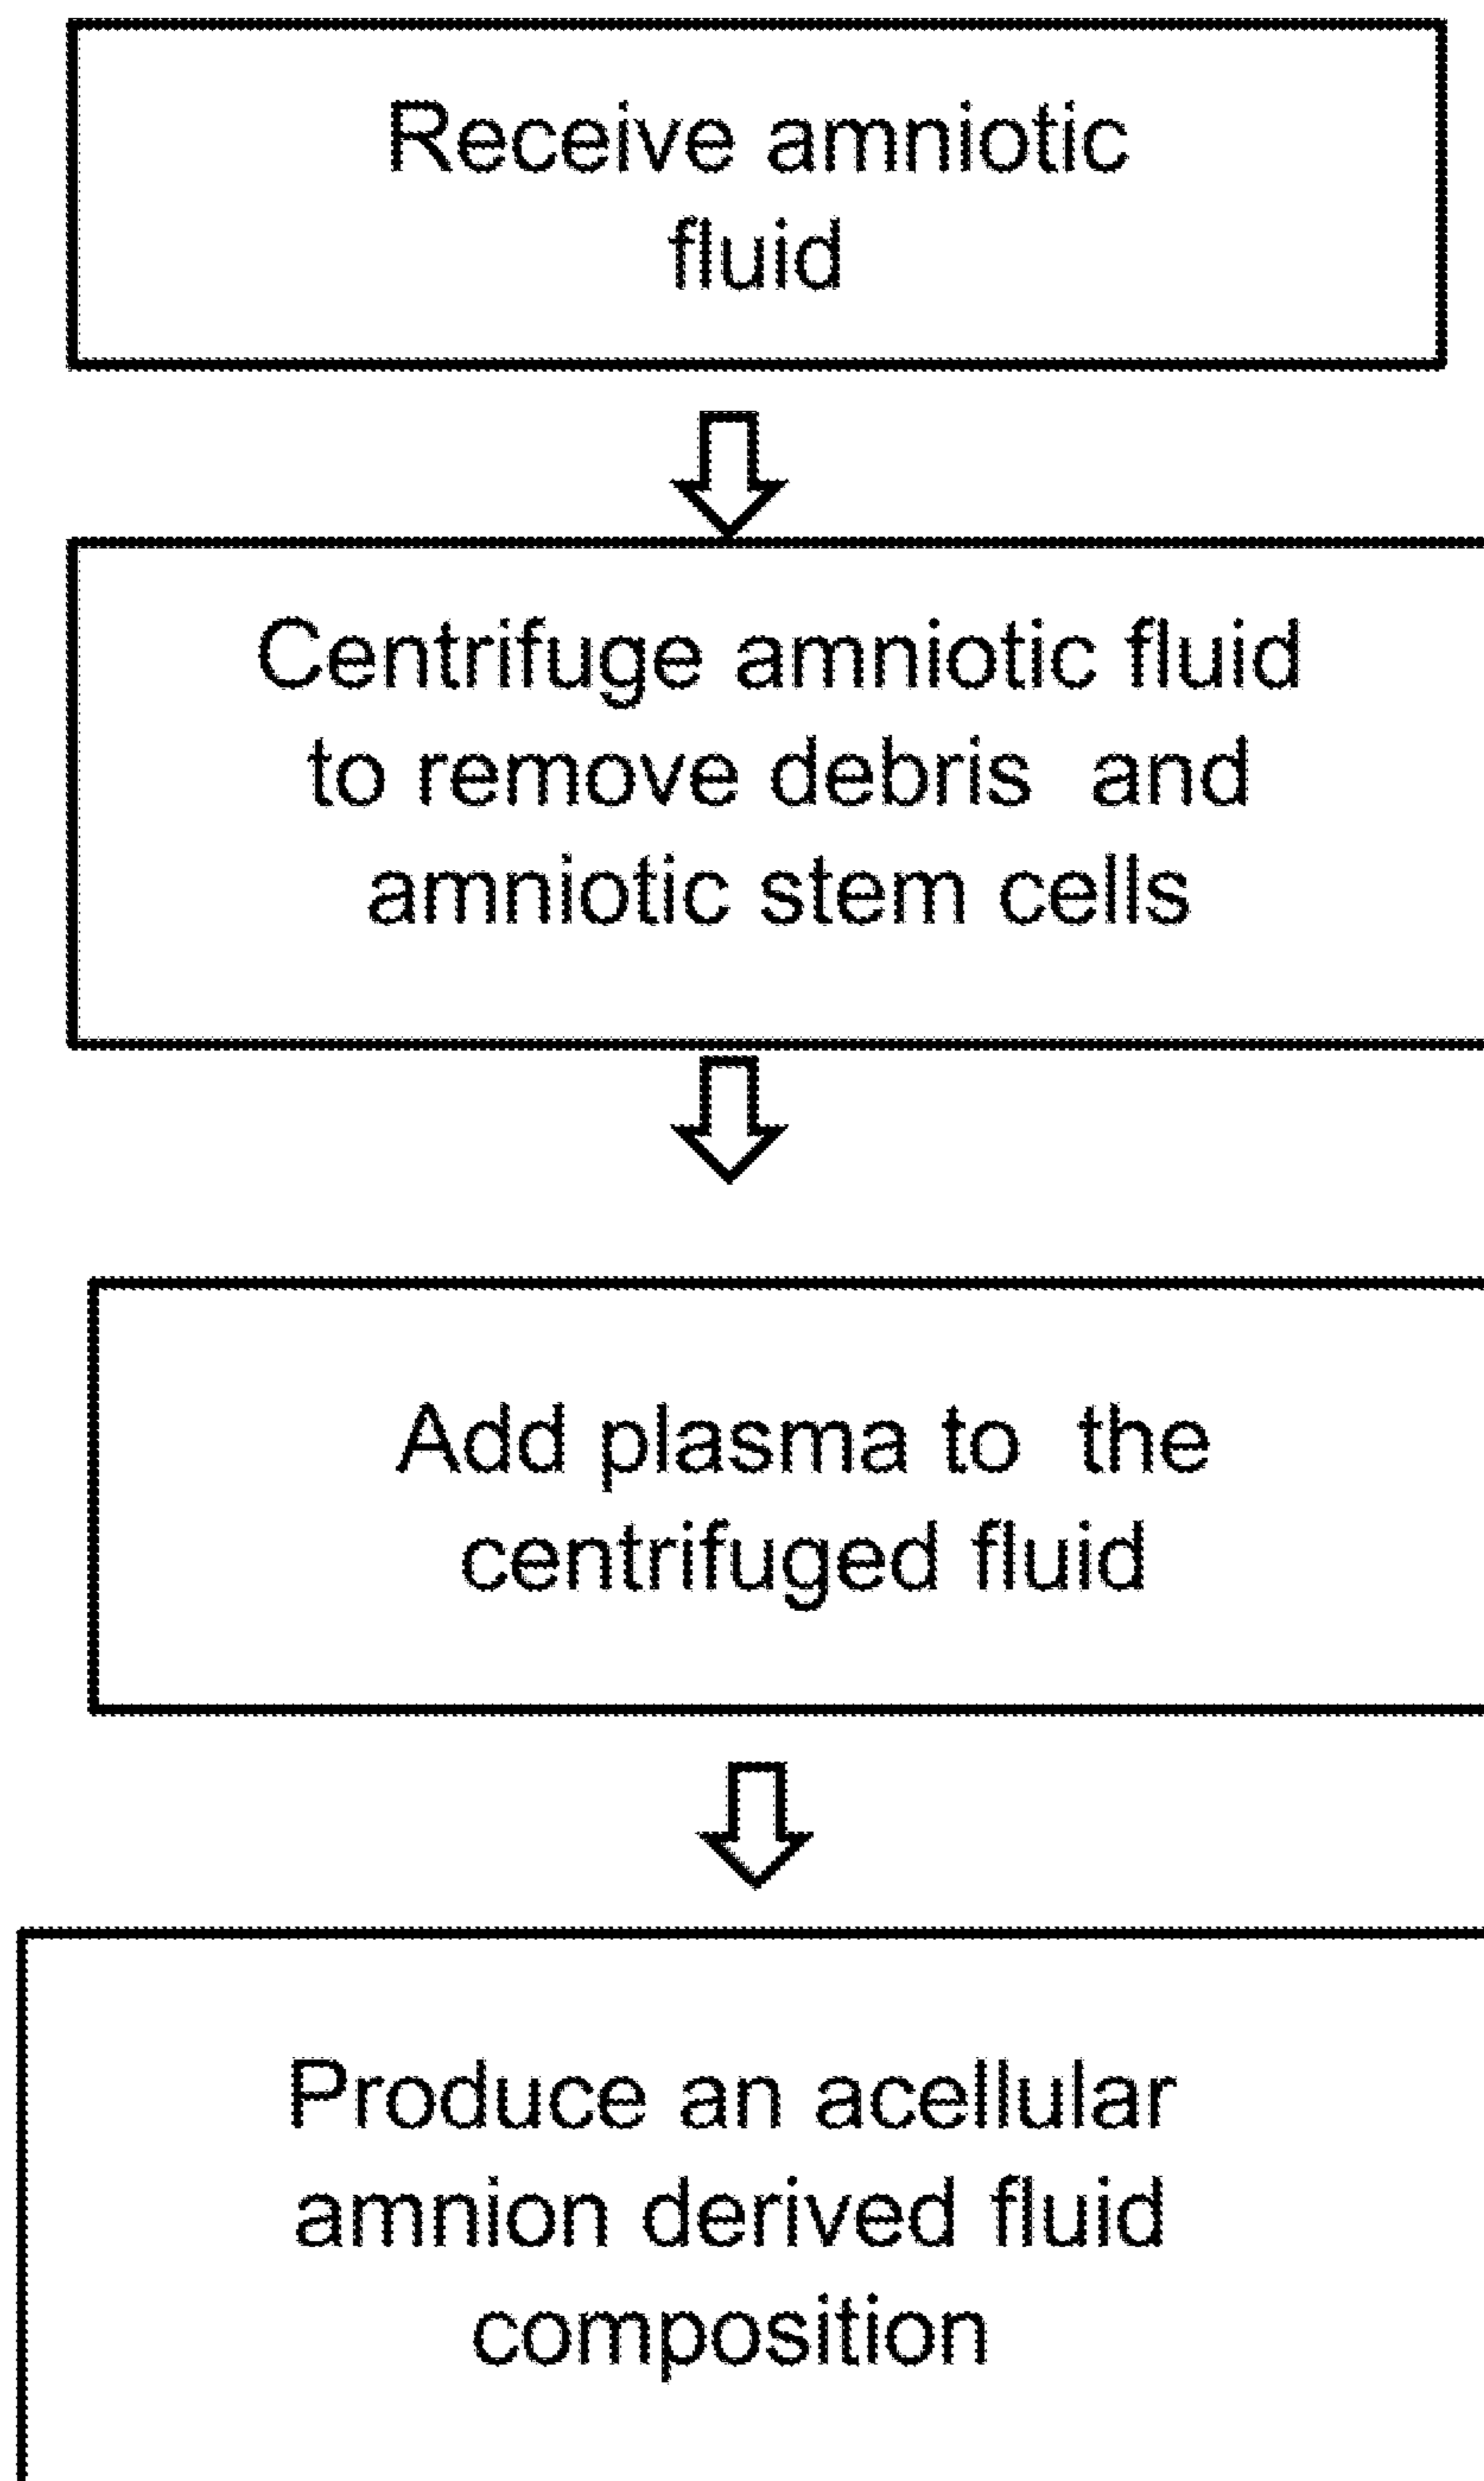 Receive amniotic
fluid
Centrifuge amniotic fluid
to remove debris and
amniotic stem cells
Add plasma to the
centrifuged fluid
Produce an acellular
amnion derived fluid
composition